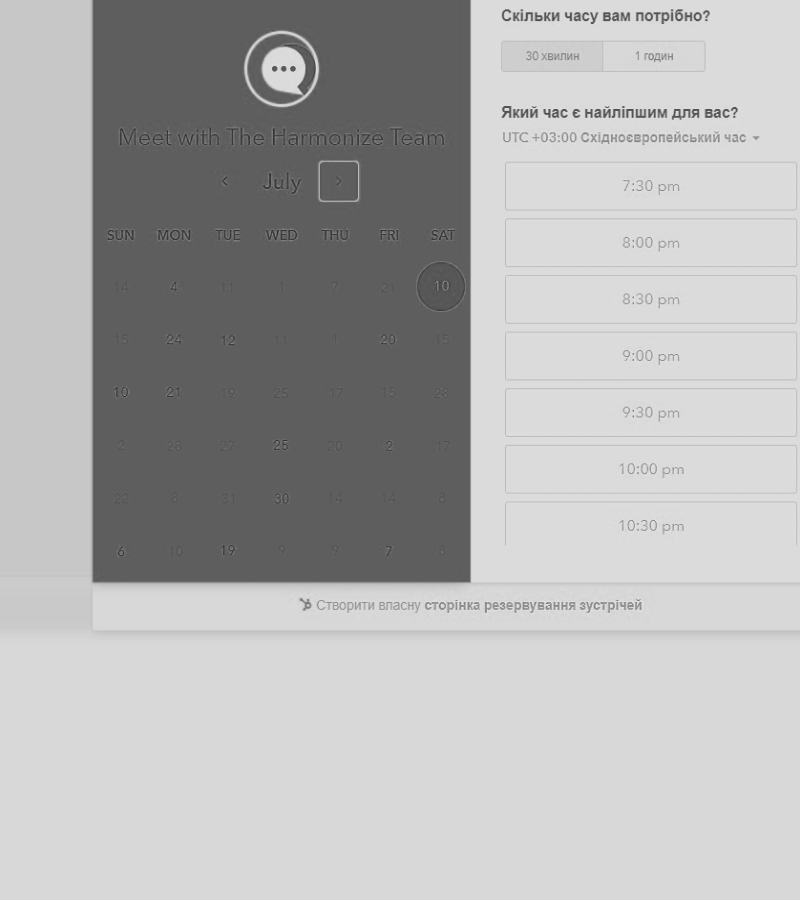 Meet with The Harmonize Team
July
SUN MON TUE WED THU FRI SAT
14 4 11 1 7 21 10
15 24 12 11 1 20 15
10 21 19 25 17 15 28
2 26 27 25 20 2 17
22 8 31 30 14 14 8
6 10 19 9 9 7
Скільки часу вам потрібно?
30 хвилин 1 годин
Який час є найліпшим для вас?
UTC +03:00 Східноєвропейський час
7:30 pm
8:00 pm
8:30 pm
9:00 pm
9:30 pm
10:00 pm
10:30 pm
Створити власну сторінка резервування зустрічей